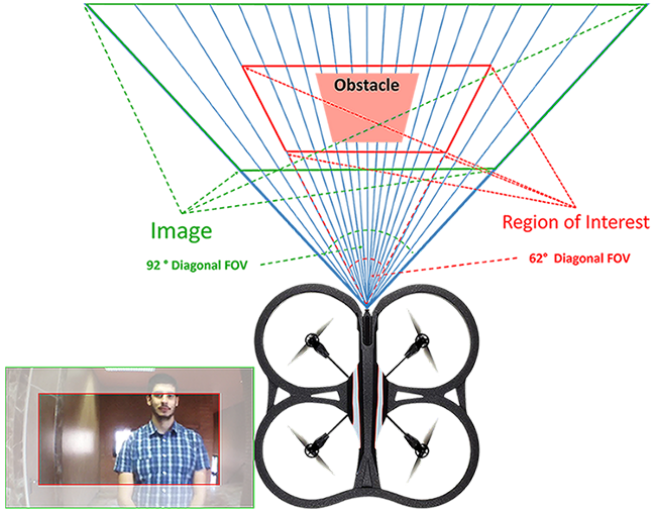 Obstacle
Image
Region of Interest
92 ° Diagonal FOV
62° Diagonal FOV